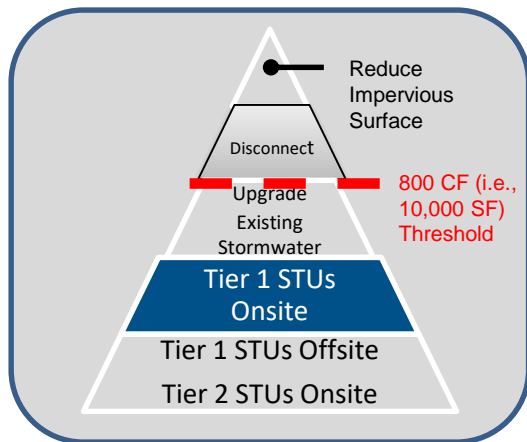 Reduce
Impervious
Surface
Disconnect
800 CF (i.e.,
10,000 SF)
Threshold
Upgrade
Existing
Stormwater
Tier 1 STUs
Onsite
Tier 1 STUs Offsite
Tier 2 STUs Onsite